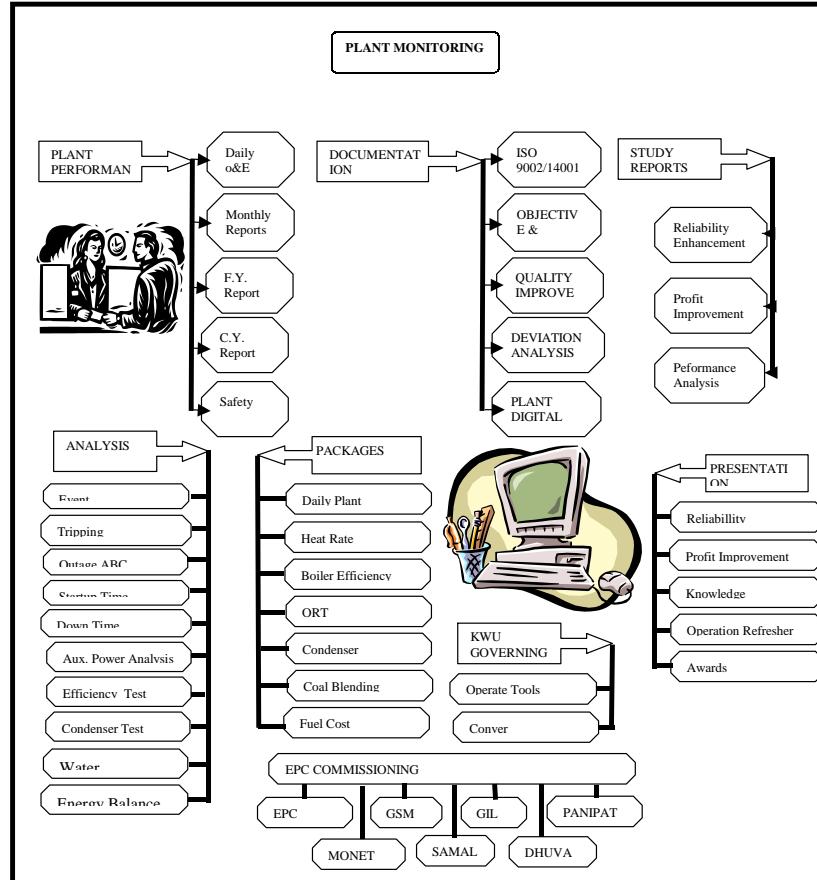 PLANT MONITORING
PLANT
PERFORMAN
Daily
o&E
Monthly
Reports
F.Y.
Report
C.Y.
Report
Safety
DOCUMENTAT
ION
ISO
9002/14001
OBJECTIV
E &
QUALITY
IMPROVE
DEVIATION
ANALYSIS
PLANT
DIGITAL
STUDY
REPORTS
Reliability
Enhancement
Profit
Improvement
Peformance
Analysis
ANALYSIS
Event
Tripping
Outage ABC
Startup Time
Down Time
Aux. Power Analysis
Efficiency Test
Condenser Test
Water
Energy Balance
PACKAGES
Daily Plant
Heat Rate
Boiler Efficiency
ORT
Condenser
Coal Blending
Fuel Cost
KWU
GOVERNING
Operate Tools
Conver
PRESENTATI
ON
Reliabillity
Profit Improvement
Knowledge
Operation Refresher
Awards
EPC COMMISSIONING
EPC
MONET
GSM
SAMAL
GIL
DHUVA
PANIPAT